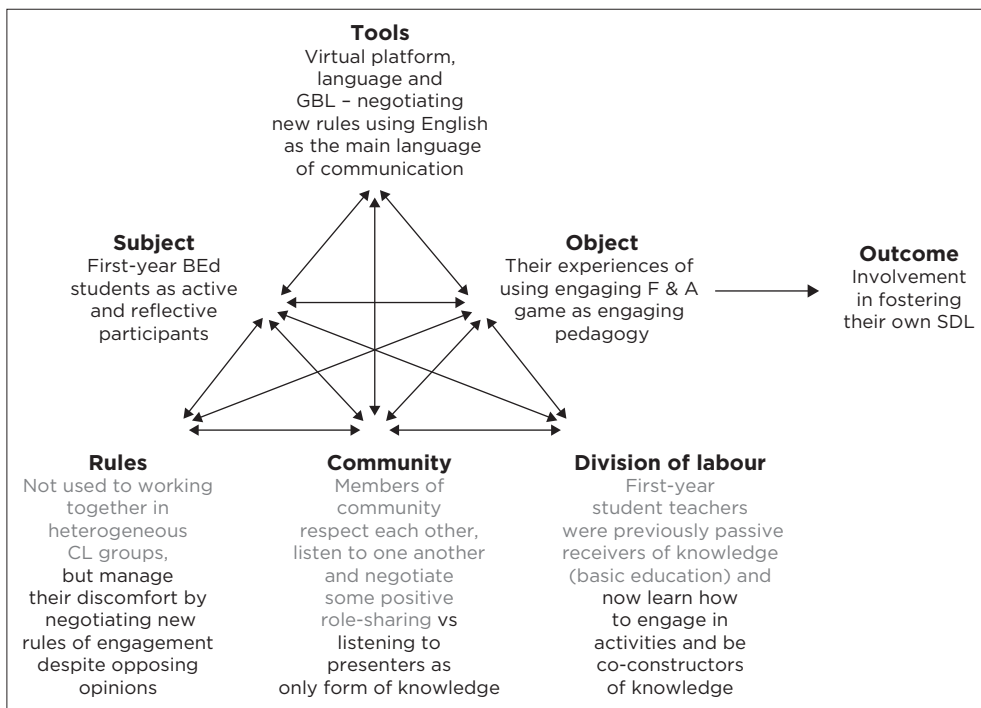 Tools
Virtual platform,
language and
GBL – negotiating
new rules using English
as the main language
of communication
Subject
First-year BEd
students as active
and reflective
participants
Object
Their experiences of
using engaging F & A
game as engaging
pedagogy
Outcome
Involvement
in fostering
their own SDL
Rules
Not used to working
together in
heterogeneous
CL groups,
but manage
their discomfort by
negotiating new
rules of engagement
despite opposing
opinions
Community
Members of
community
respect each other,
listen to one another
and negotiate
some positive
role-sharing vs
listening to
presenters as
only form of knowledge
Division of labour
First-year
student teachers
were previously passive
receivers of knowledge
(basic education) and
now learn how
to engage in
activities and be
co-constructors
of knowledge